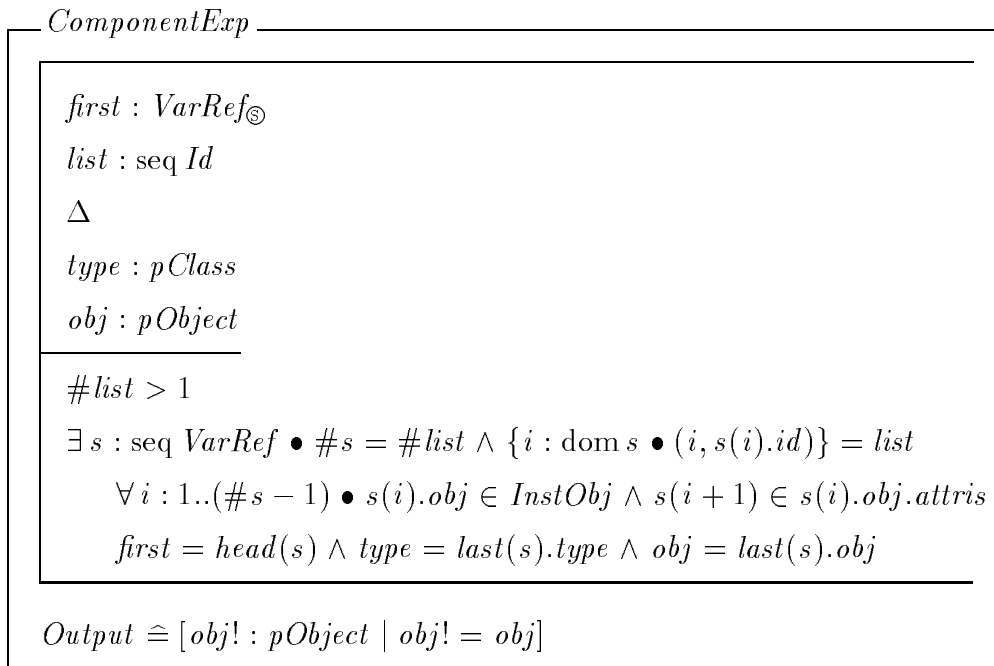 ComponentExp
first : VarRefⓈ
list : seq Id
Δ
type : pClass
obj : pObject
#list > 1
∃ s : seq VarRef • #s = #list ∧ {i : dom s • (i, s(i).id)} = list
∀ i : 1..(#s − 1) • s(i).obj ∈ InstObj ∧ s(i + 1) ∈ s(i).obj.attris
first = head(s) ∧ type = last(s).type ∧ obj = last(s).obj
Output ≙ [obj! : pObject | obj! = obj]